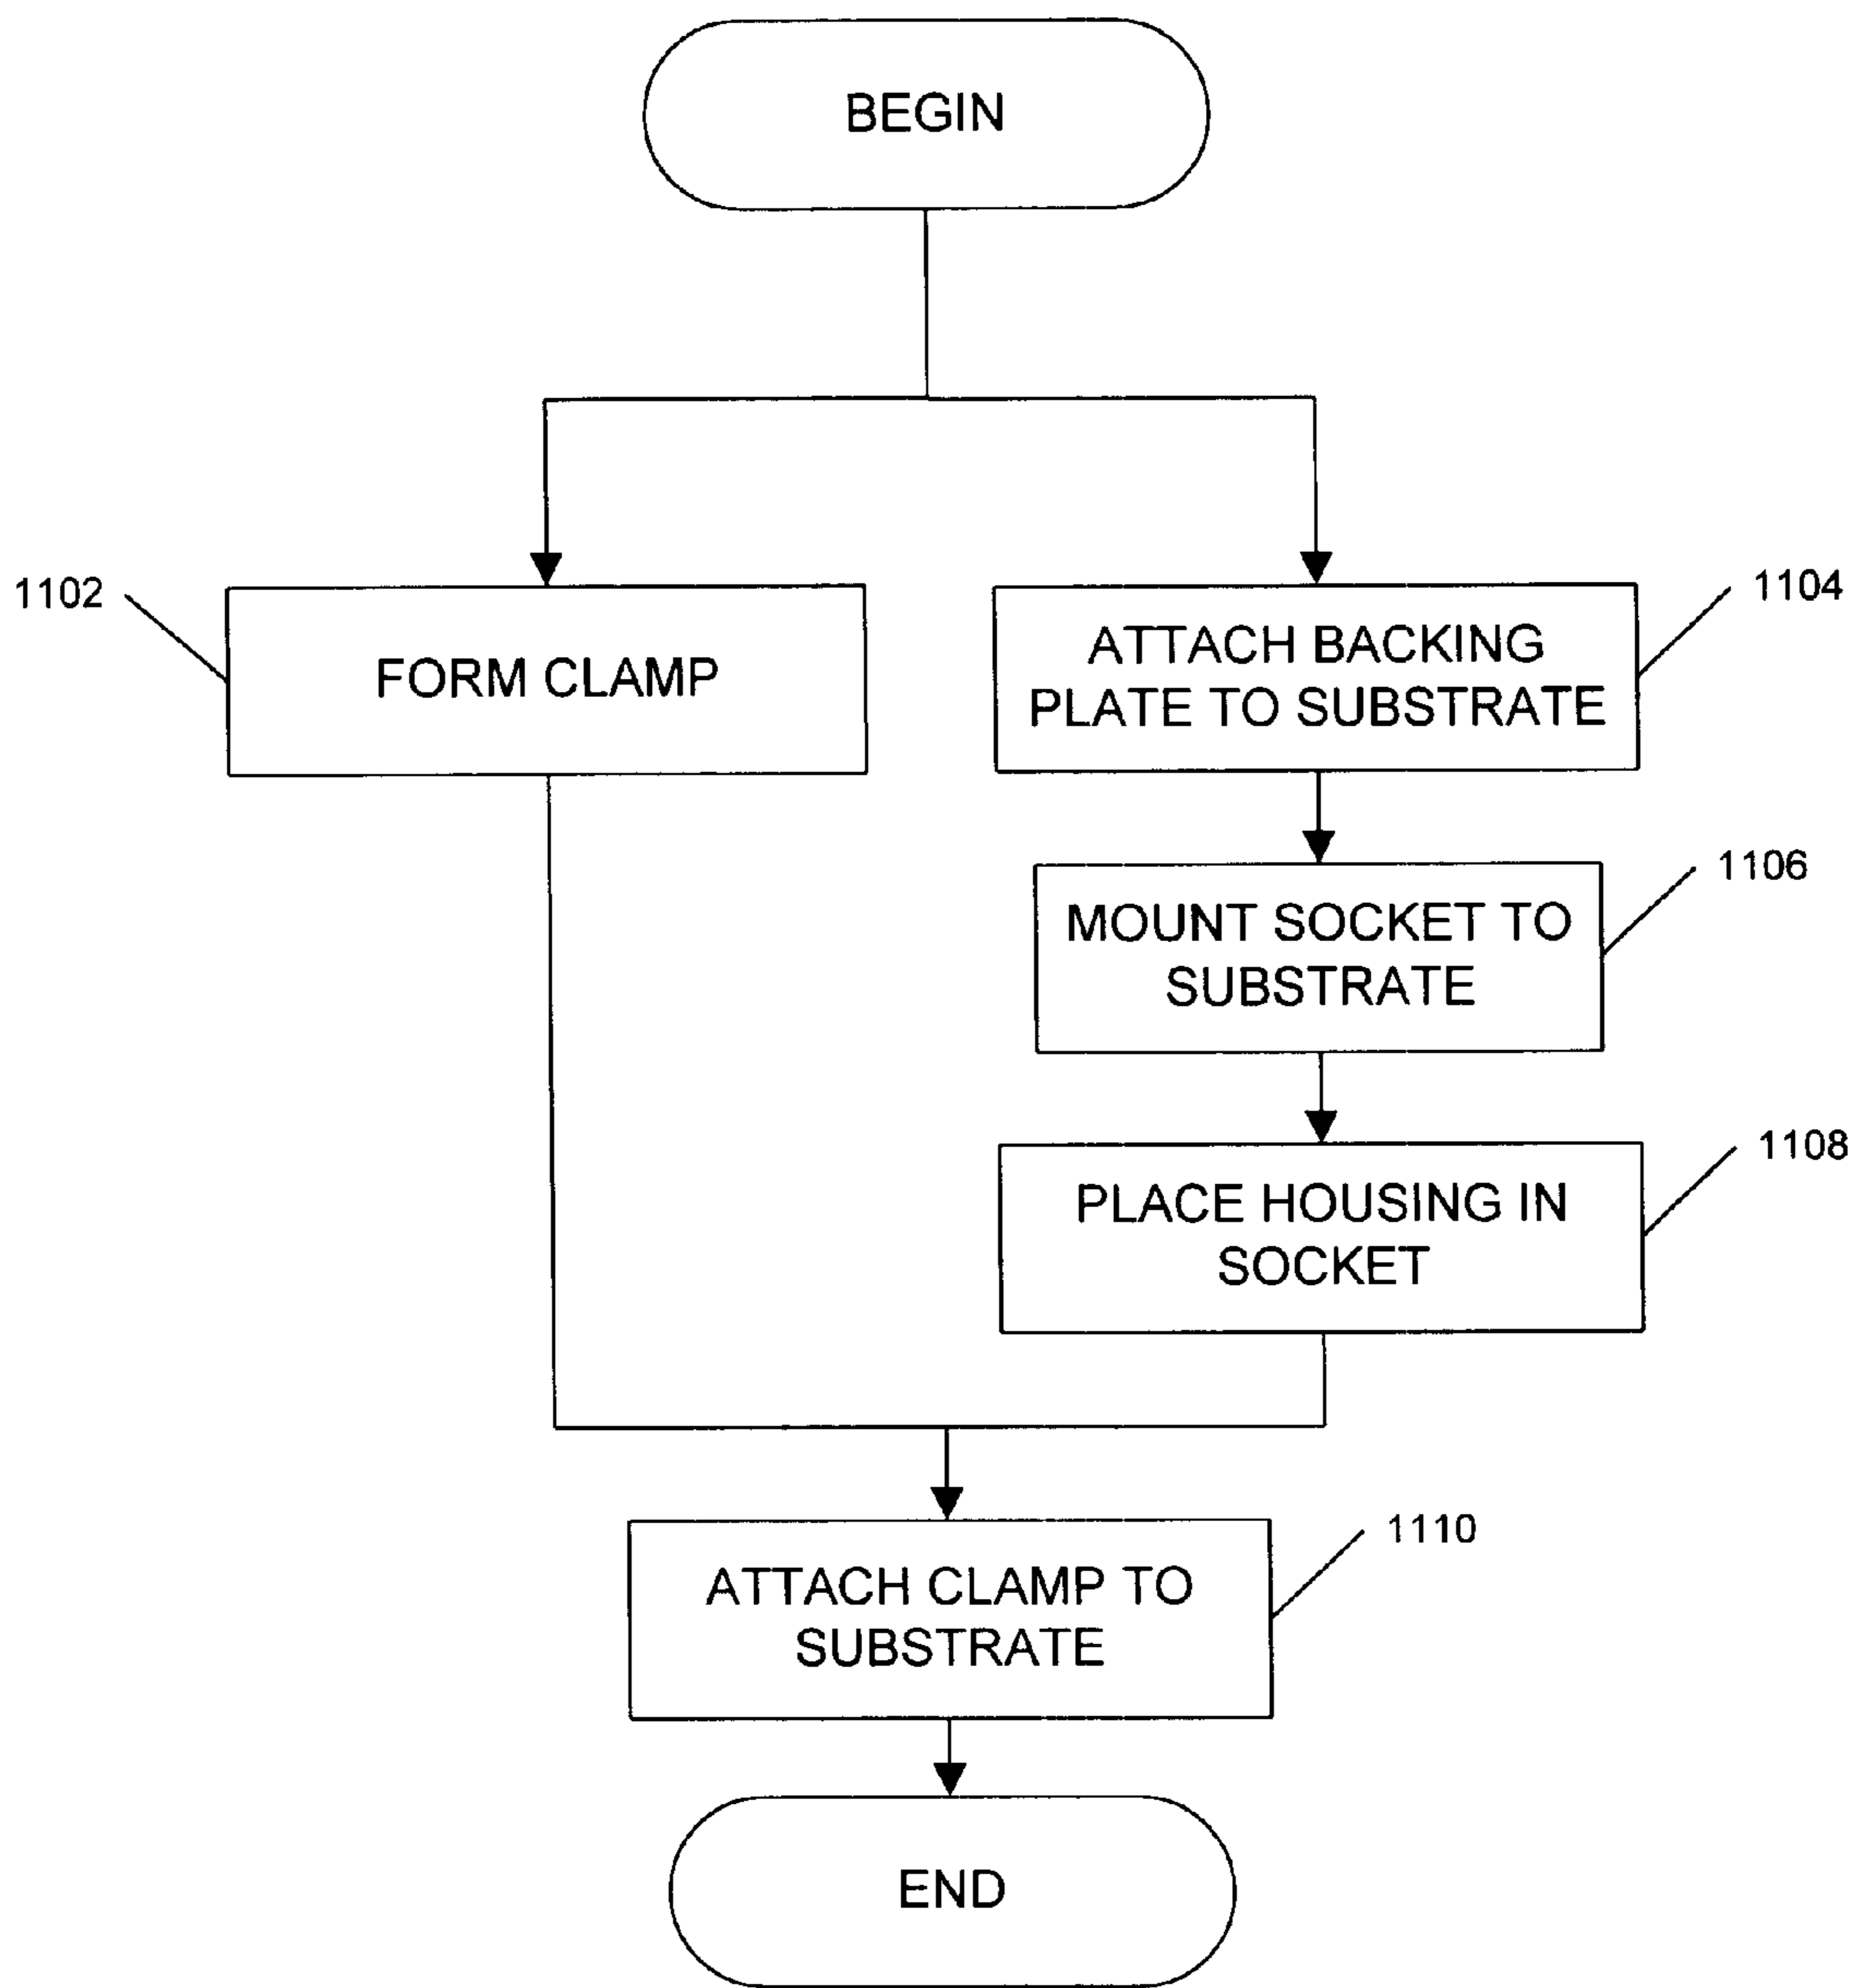 BEGIN
1102
FORM CLAMP
1104
ATTACH BACKING
PLATE TO SUBSTRATE
1106
MOUNT SOCKET TO
SUBSTRATE
1108
PLACE HOUSING IN
SOCKET
1110
ATTACH CLAMP TO
SUBSTRATE
END